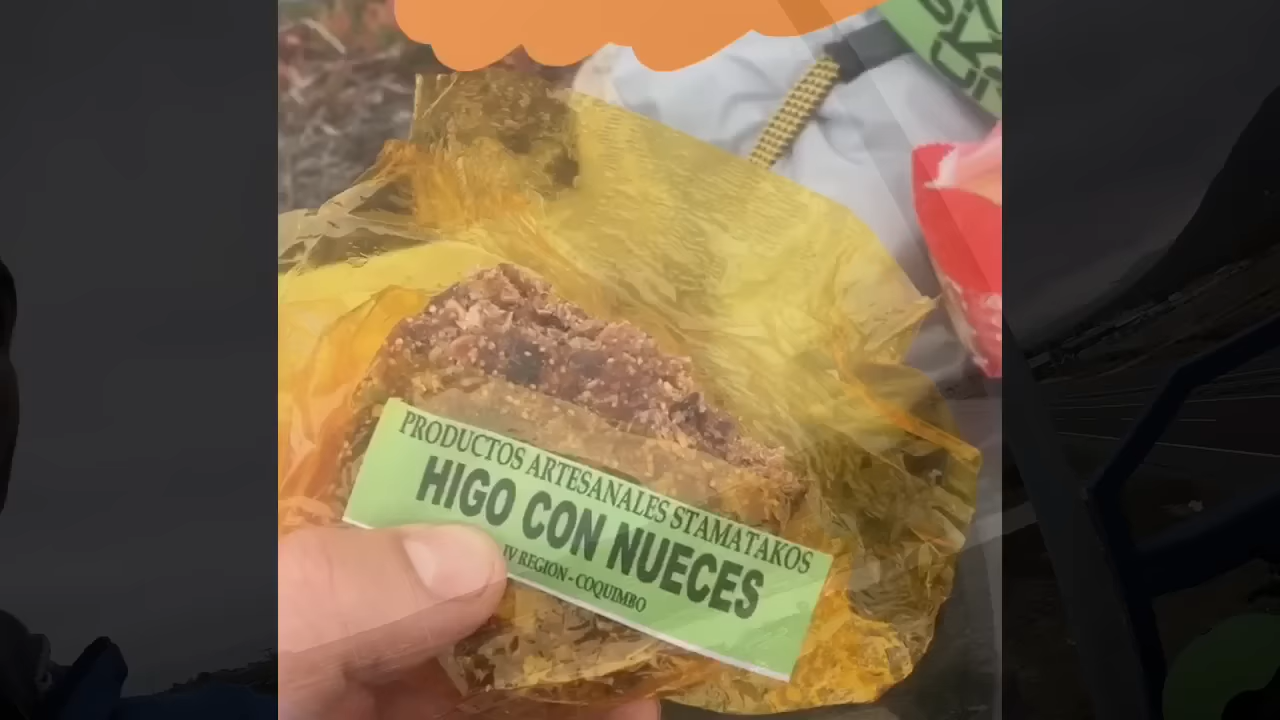 PRODUCTOS ARTESANALES STAMATAKOS
HIGO CON NUECES
IV REGION - COQUIMBO